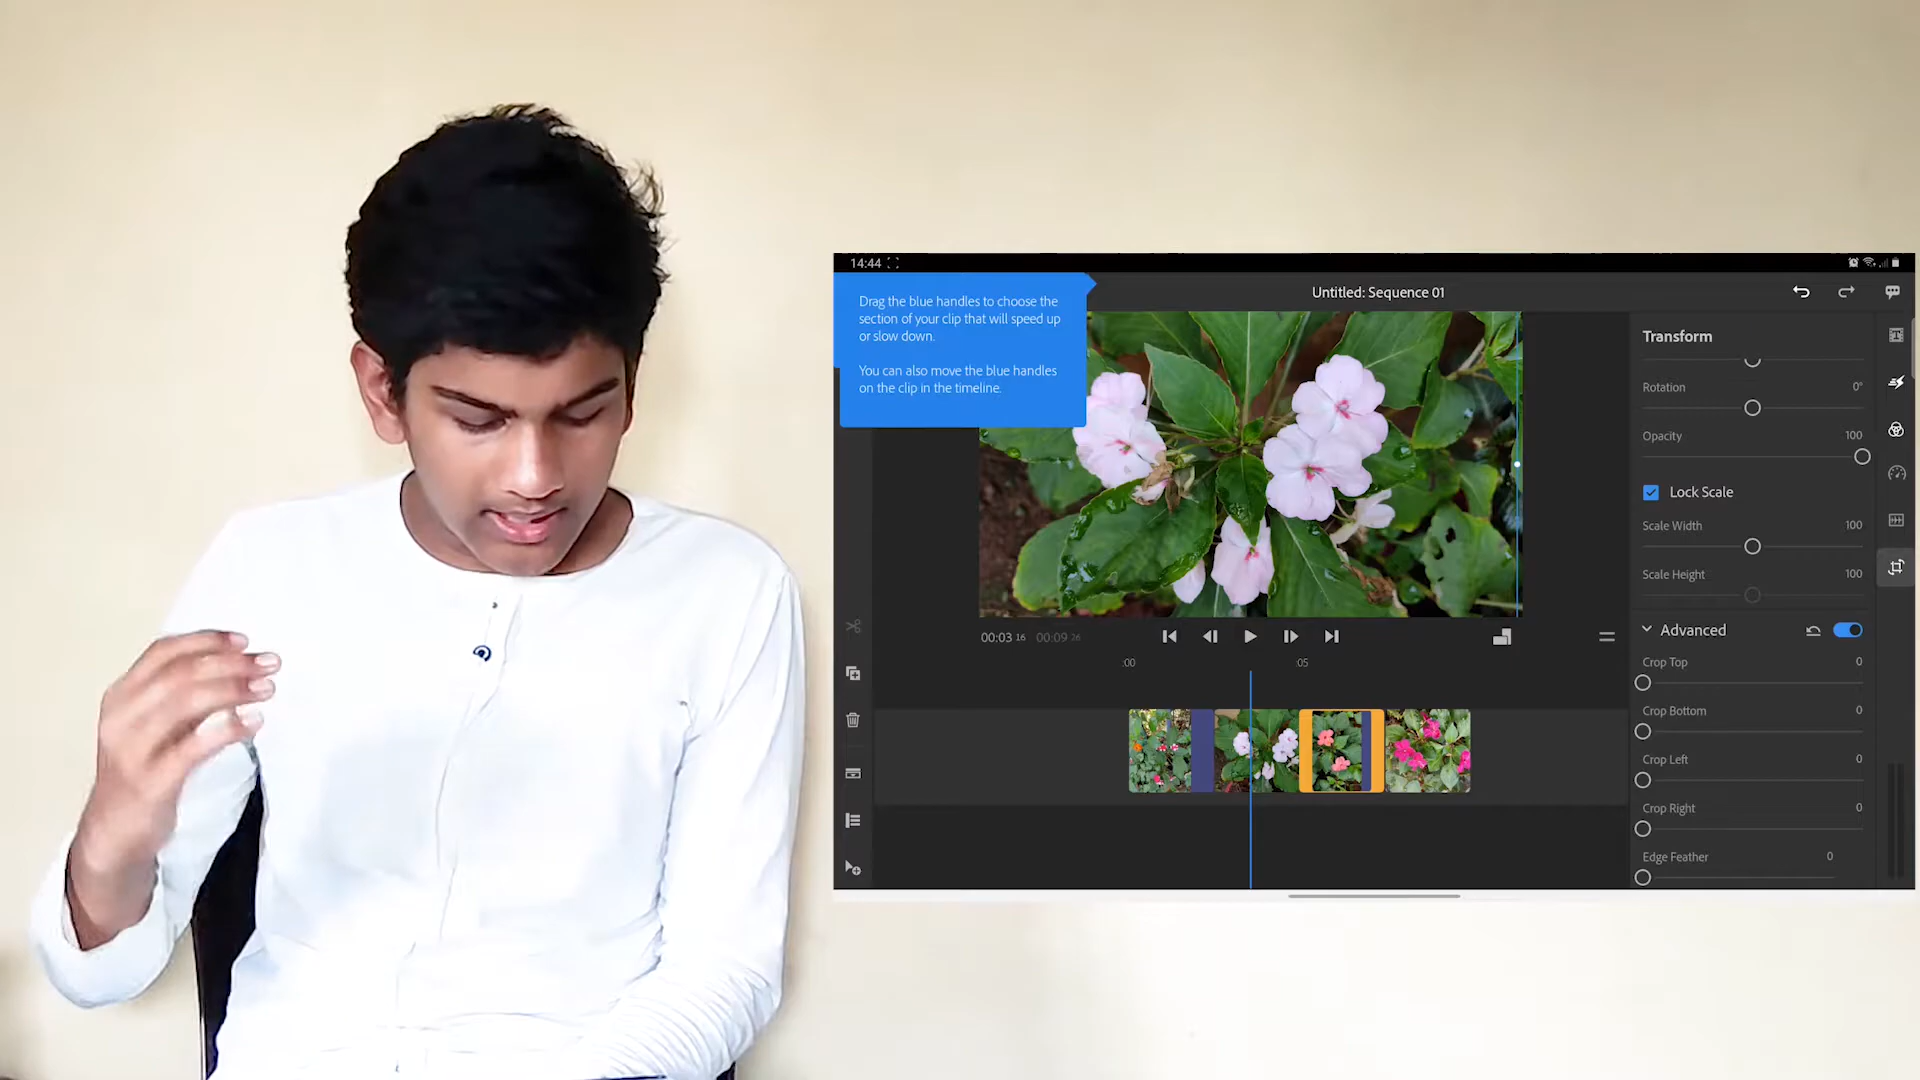 14:44
Drag the blue handles to choose the
section of your clip that will speed up
or slow down.
You can also move the blue handles
on the clip in the timeline.
Untitled: Sequence 01
Transform
Rotation 0°
Opacity 100
Lock Scale
Scale Width 100
Scale Height 100
Advanced
Crop Top 0
Crop Bottom 0
Crop Left 0
Crop Right 0
Edge Feather 0
00:03 16 00:09 26
:00 :05